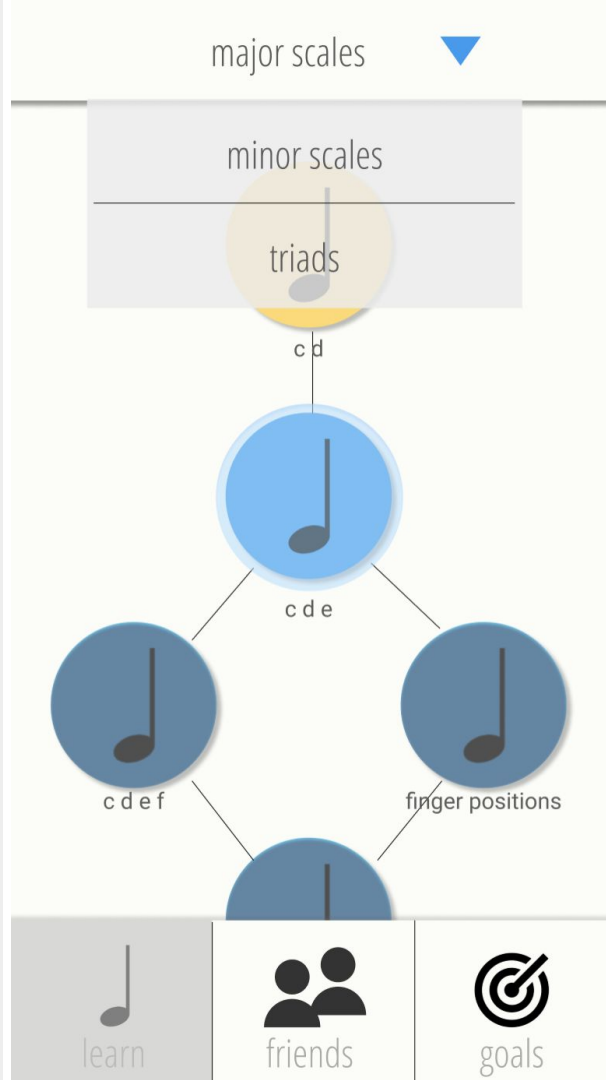 major scales
minor scales
triads
c d
c d e
c d e f
finger positions
learn
friends
goals